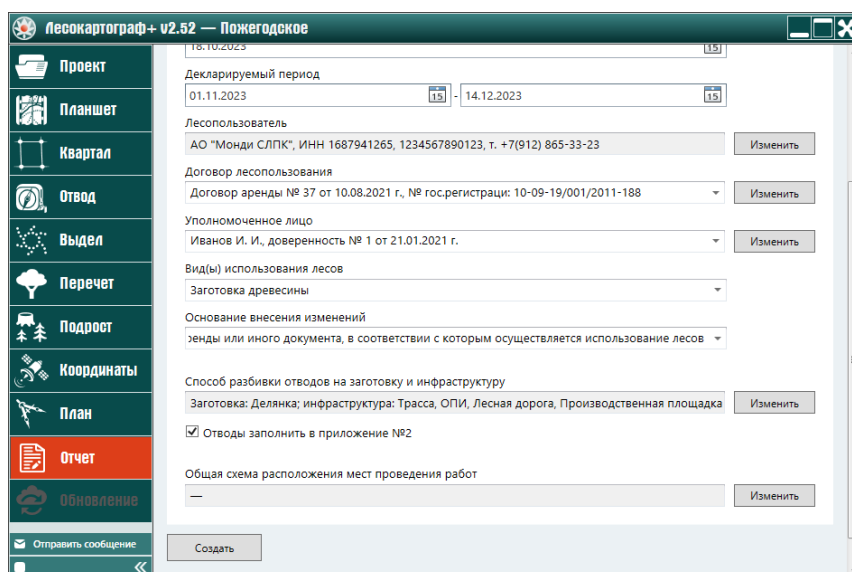 Лесокартограф+ v2.52 — Пожегодское
Проект
Планшет
Квартал
Отвод
Выдел
Перечет
Подрост
Координаты
План
Отчет
Обновление
Отправить сообщение
18.10.2023 15
Декларируемый период
01.11.2023 15 - 14.12.2023 15
Лесопользователь
АО "Монди СЛПК", ИНН 1687941265, 1234567890123, т. +7(912) 865-33-23 Изменить
Договор лесопользования
Договор аренды № 37 от 10.08.2021 г., № гос.регистраци: 10-09-19/001/2011-188 Изменить
Уполномоченное лицо
Иванов И. И., доверенность № 1 от 21.01.2021 г. Изменить
Вид(ы) использования лесов
Заготовка древесины
Основание внесения изменений
ренды или иного документа, в соответствии с которым осуществляется использование лесов
Способ разбивки отводов на заготовку и инфраструктуру
Заготовка: Делянка; инфраструктура: Трасса, ОПИ, Лесная дорога, Производственная площадка Изменить
Отводы заполнить в приложение №2
Общая схема расположения мест проведения работ
— Изменить
Создать